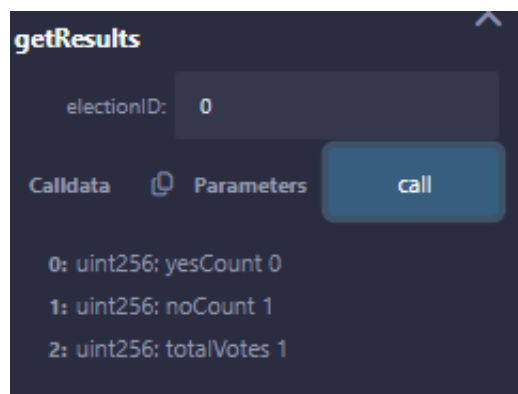 getResults
electionID: 0
Calldata Parameters call
0: uint256: yesCount 0
1: uint256: noCount 1
2: uint256: totalVotes 1